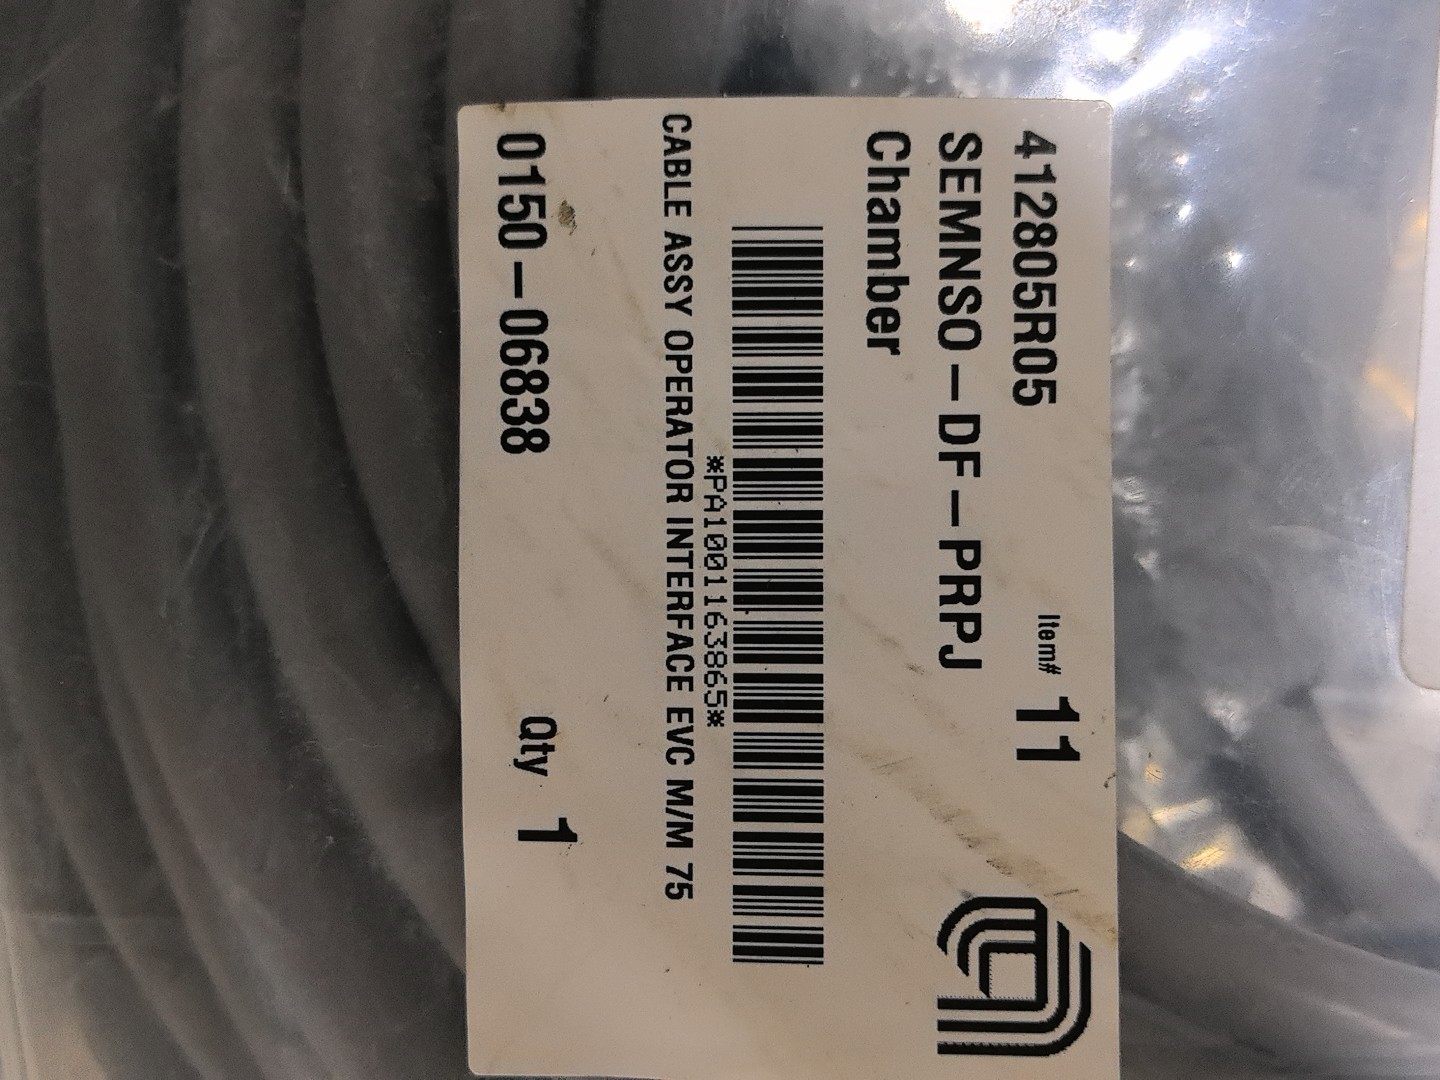 412805R05 Item# 11
SEMNSO-DF-PRPJ
Chamber
*PA1001163865*
CABLE ASSY OPERATOR INTERFACE EVC M/M 75
0150-06838 Qty 1